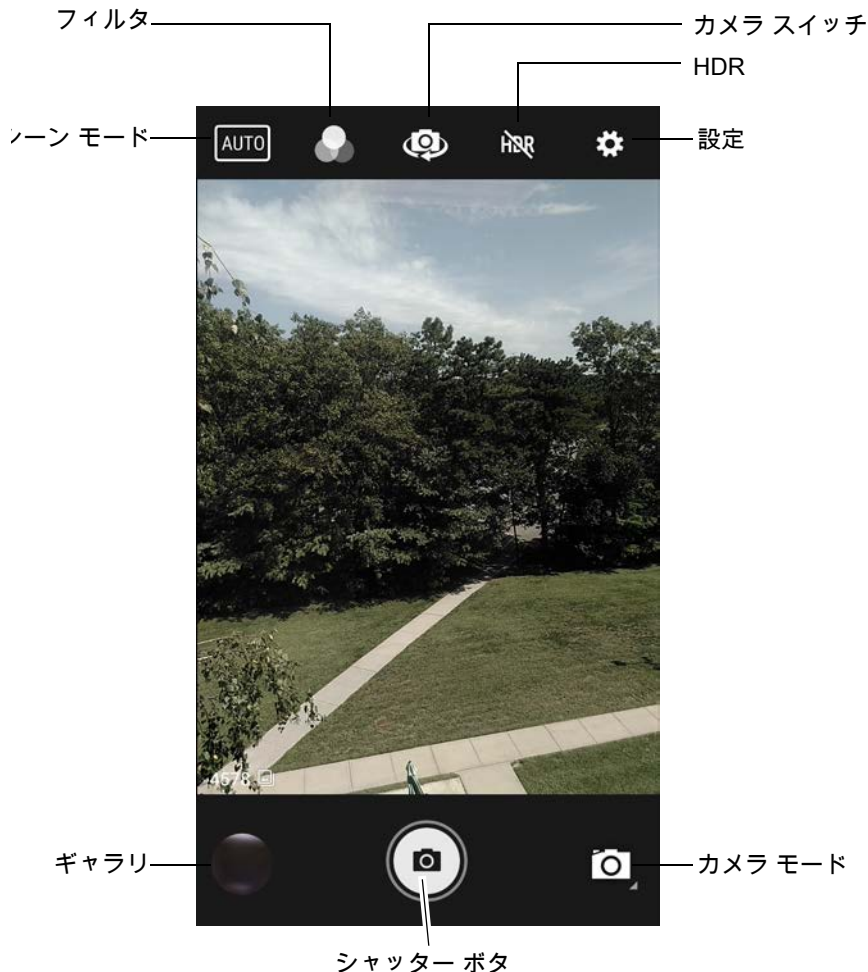 フィルタ
カメラ スイッチ
HDR
ーン モード
AUTO
HDR
設定
4578
ギャラリ
カメラ モード
シャッター ボタ